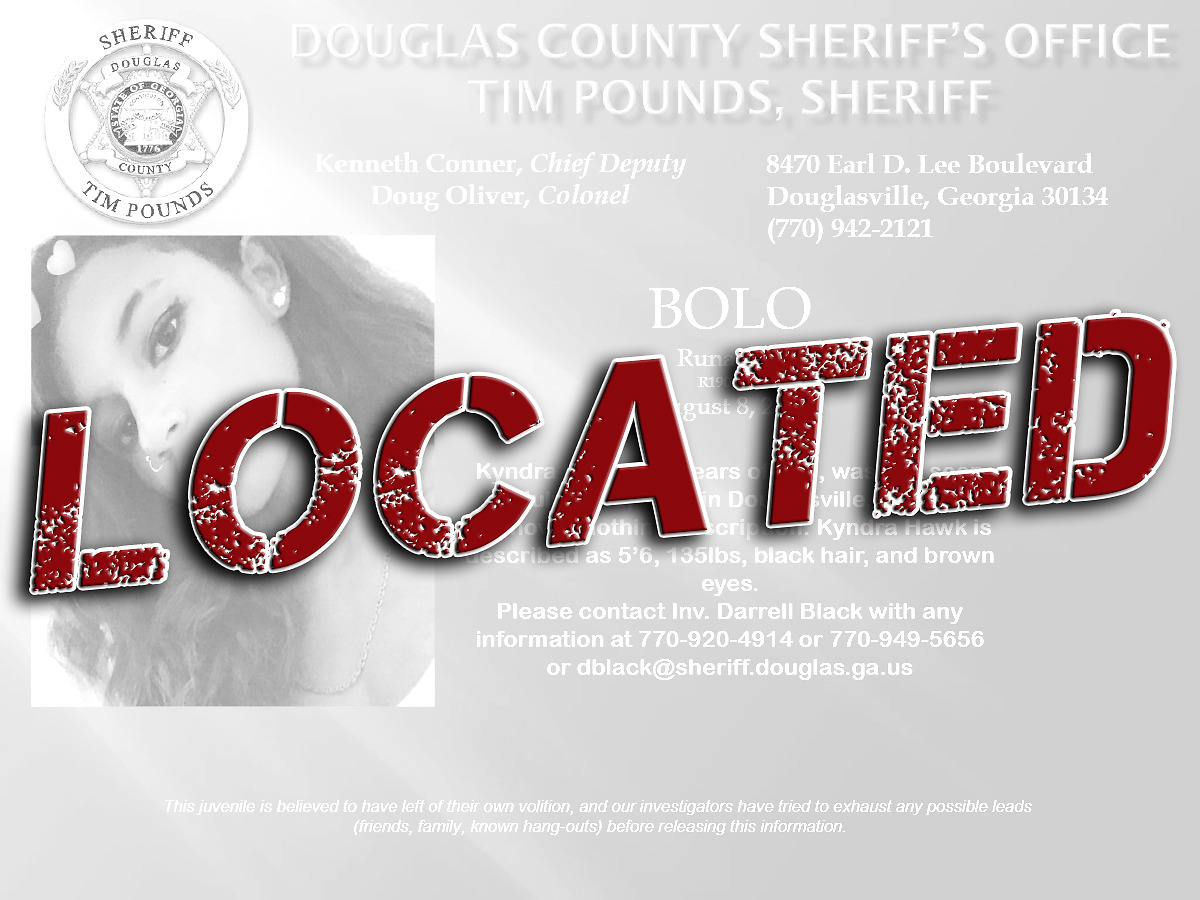 SHERIFF
DOUGLAS
STATE OF GEORGIA
CONSTITUTION
1776
COUNTY
TIM POUNDS
DOUGLAS COUNTY SHERIFF'S OFFICE
TIM POUNDS, SHERIFF
Kenneth Conner, Chief Deputy
Doug Oliver, Colonel
8470 Earl D. Lee Boulevard
Douglasville, Georgia 30134
(770) 942-2121
BOLO
LOCATED
Kyndra
Kyndra Hawk is
described as 5'6, 135lbs, black hair, and brown
eyes.
Please contact Inv. Darrell Black with any
information at 770-920-4914 or 770-949-5656
or dblack@sheriff.douglas.ga.us
This juvenile is believed to have left of their own volition, and our investigators have tried to exhaust any possible leads
(friends, family, known hang-outs) before releasing this information.